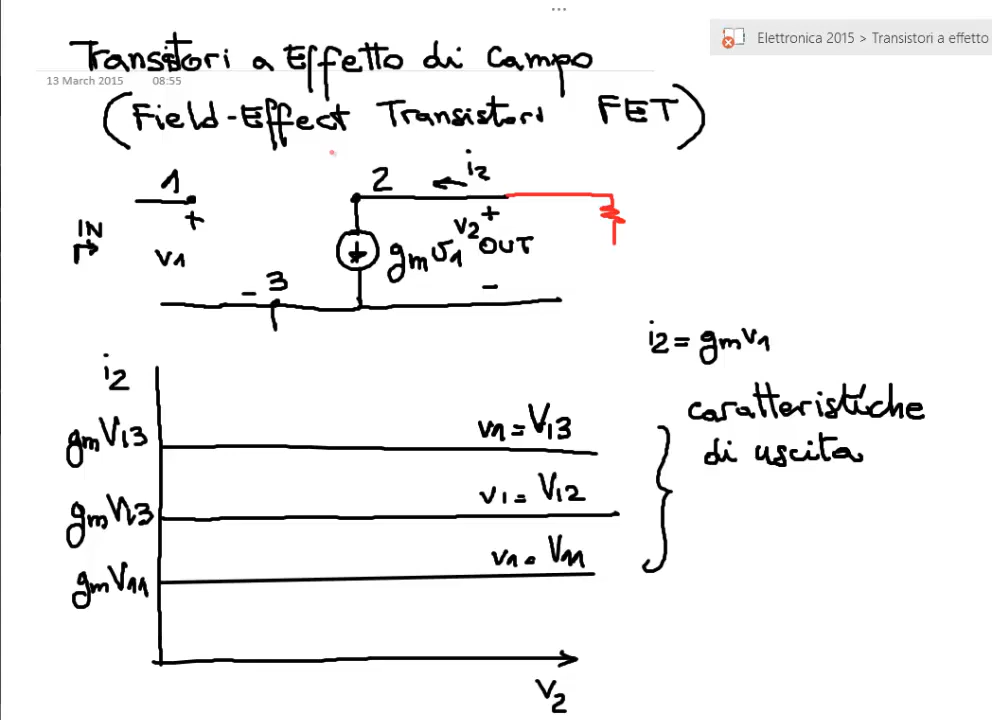 Elettronica 2015 > Transistori a effetto
Transistori a Effetto di Campo
13 March 2015 08:55
(Field-Effect Transistori FET)
1 2 i2
+ +
IN v1 gmv1 v2 OUT
- 3 -
i2 = gmv1
i2
caratteristiche
di uscita
gmV13 v1=V13
gmV13 v1=V12
gmV11 v1=V11
V2